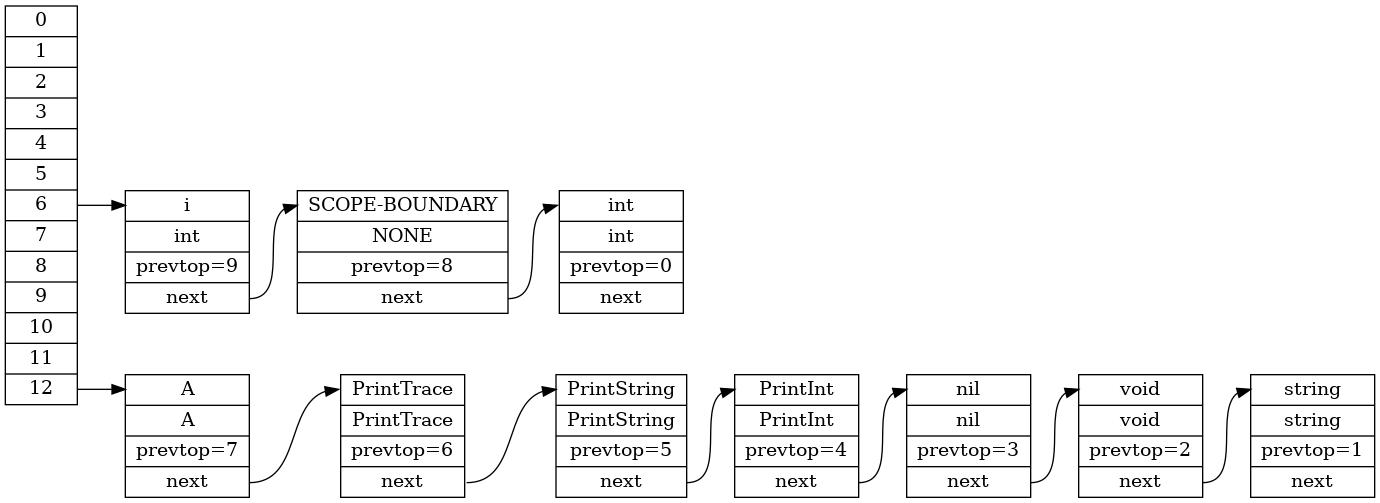 0
1
2
3
4
5
6
7
8
9
10
11
12
i
int
prevtop=9
next
SCOPE-BOUNDARY
NONE
prevtop=8
next
int
int
prevtop=0
next
A
A
prevtop=7
next
PrintTrace
PrintTrace
prevtop=6
next
PrintString
PrintString
prevtop=5
next
PrintInt
PrintInt
prevtop=4
next
nil
nil
prevtop=3
next
void
void
prevtop=2
next
string
string
prevtop=1
next